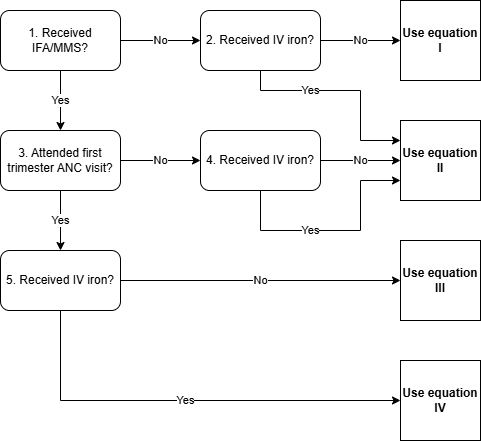 1. Received
IFA/MMS?
No
2. Received IV iron?
No
Use equation
I
Yes
Yes
3. Attended first
trimester ANC visit?
No
4. Received IV iron?
No
Use equation
II
Yes
Yes
5. Received IV iron?
No
Use equation
III
Yes
Use equation
IV